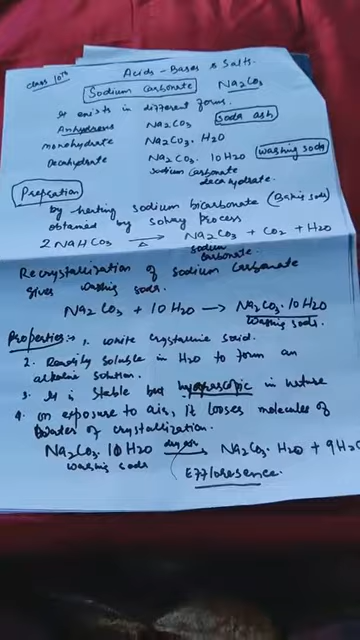 class 10th
Acids - Bases & Salts.
Sodium Carbonate Na2CO3
It exists in different forms.
Anhydrous Na2CO3 Soda ash
monohydrate Na2CO3 . H2O
Decahydrate Na2CO3 . 10H2O washing soda
sodium carbonate
decahydrate.
Preparation
by heating sodium bicarbonate (Baking soda)
obtained by solvay process
2 NaHCO3 →Δ Na2CO3 + CO2 + H2O
sodium
carbonate.
Recrystallization of sodium carbonate
gives washing soda.
Na2CO3 + 10H2O → Na2CO3.10H2O
washing soda.
Properties:- 1. white crystalline solid.
2. Readily soluble in H2O to form an
alkaline solution.
3. It is stable but hygroscopic in nature
4. on exposure to air, it looses molecules of
water of crystallization.
Na2CO3.10H2O dry air → Na2CO3.H2O + 9H2O
washing soda
Efflorescence.